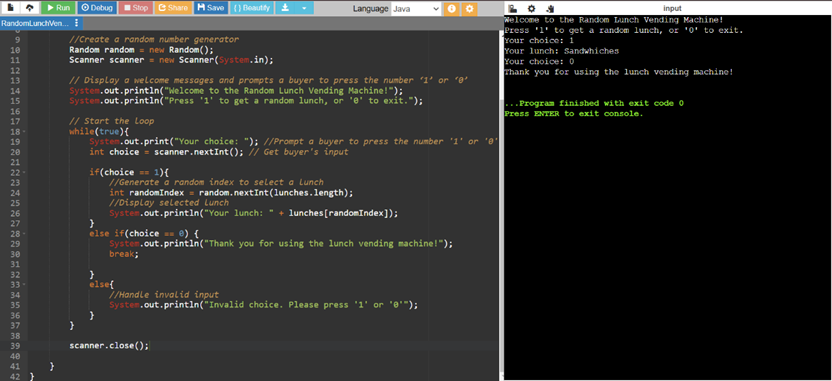 Run Debug Stop Share Save { } Beautify Language Java
RandomLunchVen...
9 //Create a random number generator
10 Random random = new Random();
11 Scanner scanner = new Scanner(System.in);
12
13 // Display a welcome messages and prompts a buyer to press the number ‘1’ or ‘0’
14 System.out.println("Welcome to the Random Lunch Vending Machine!");
15 System.out.println("Press '1' to get a random lunch, or '0' to exit.");
16
17 // Start the loop
18 while(true){
19 System.out.print("Your choice: "); //Prompt a buyer to press the number '1' or '0'
20 int choice = scanner.nextInt(); // Get buyer's input
21
22 if(choice == 1){
23 //Generate a random index to select a lunch
24 int randomIndex = random.nextInt(lunches.length);
25 //Display selected lunch
26 System.out.println("Your lunch: " + lunches[randomIndex]);
27 }
28 else if(choice == 0) {
29 System.out.println("Thank you for using the lunch vending machine!");
30 break;
31
32 }
33 else{
34 //Handle invalid input
35 System.out.println("Invalid choice. Please press '1' or '0'");
36 }
37 }
38
39 scanner.close();
40
41 }
42 }
input
Welcome to the Random Lunch Vending Machine!
Press '1' to get a random lunch, or '0' to exit.
Your choice: 1
Your lunch: Sandwhiches
Your choice: 0
Thank you for using the lunch vending machine!
...Program finished with exit code 0
Press ENTER to exit console.